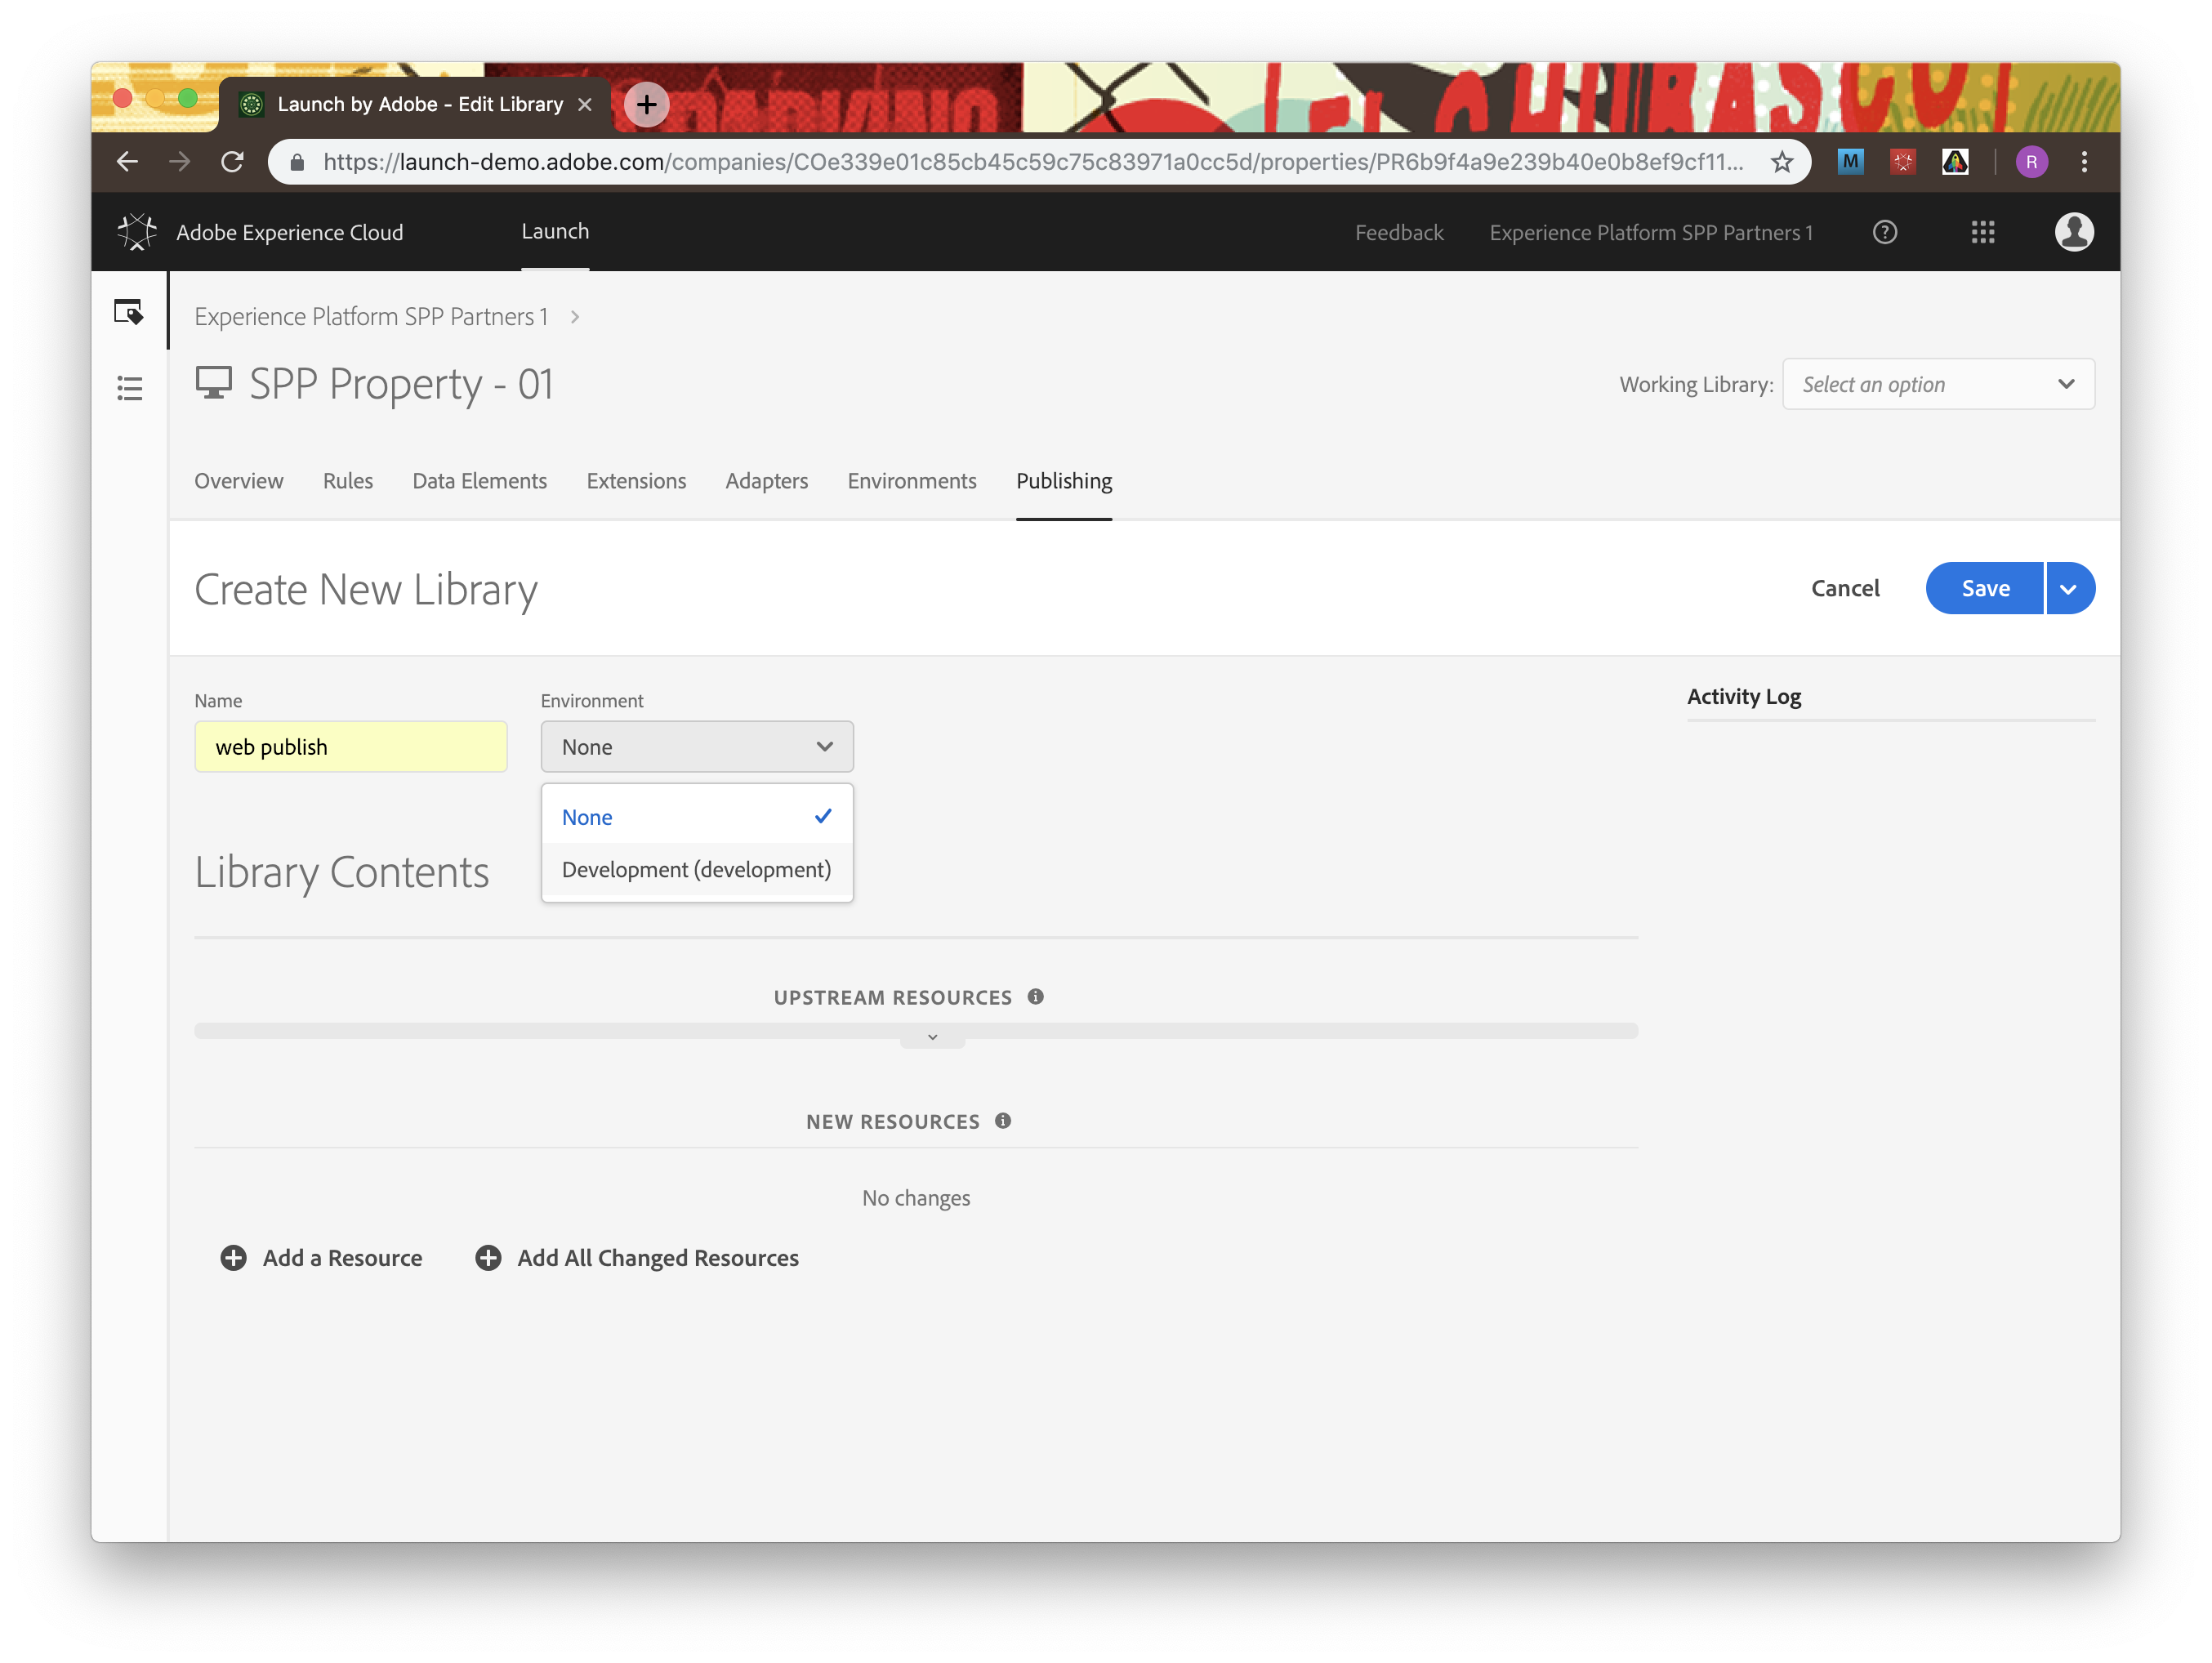 Launch by Adobe - Edit Library
https://launch-demo.adobe.com/companies/COe339e01c85cb45c59c75c83971a0cc5d/properties/PR6b9f4a9e239b40e0b8ef9cf11...
M
R
Adobe Experience Cloud
Launch
Feedback
Experience Platform SPP Partners 1
Experience Platform SPP Partners 1
SPP Property - 01
Working Library:
Select an option
Overview
Rules
Data Elements
Extensions
Adapters
Environments
Publishing
Create New Library
Cancel
Save
Name
Environment
Activity Log
web publish
None
None
Development (development)
Library Contents
UPSTREAM RESOURCES
NEW RESOURCES
No changes
Add a Resource
Add All Changed Resources